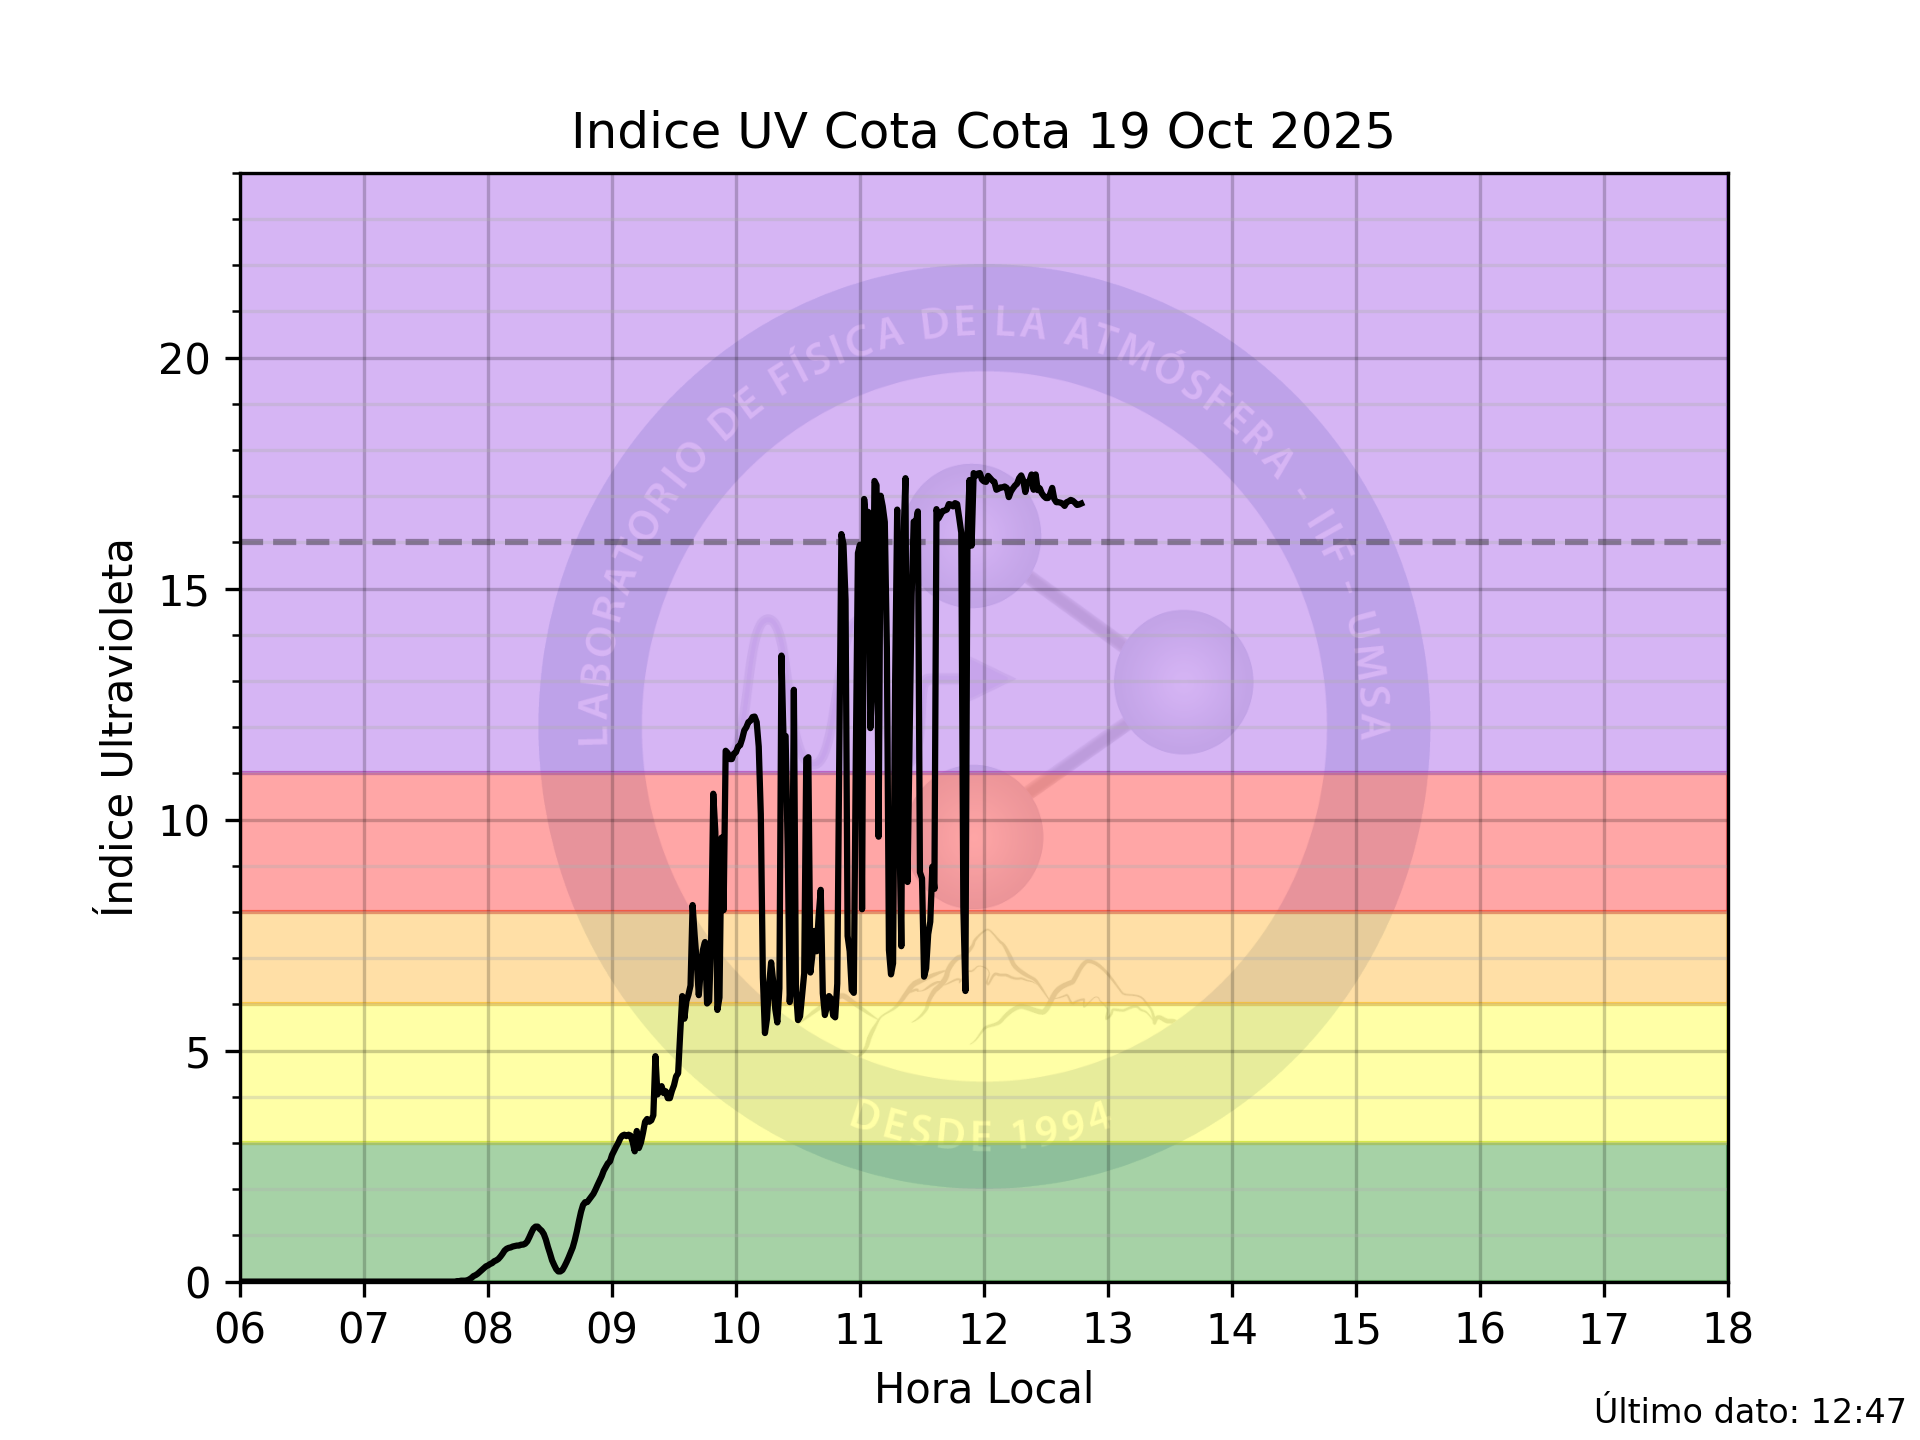 Indice UV Cota Cota 19 Oct 2025
LABORATORIO DE FÍSICA DE LA ATMÓSFERA - IIF - UMSA
DESDE 1994
Índice Ultravioleta
20
15
10
5
0
06 07 08 09 10 11 12 13 14 15 16 17 18
Hora Local
Último dato: 12:47